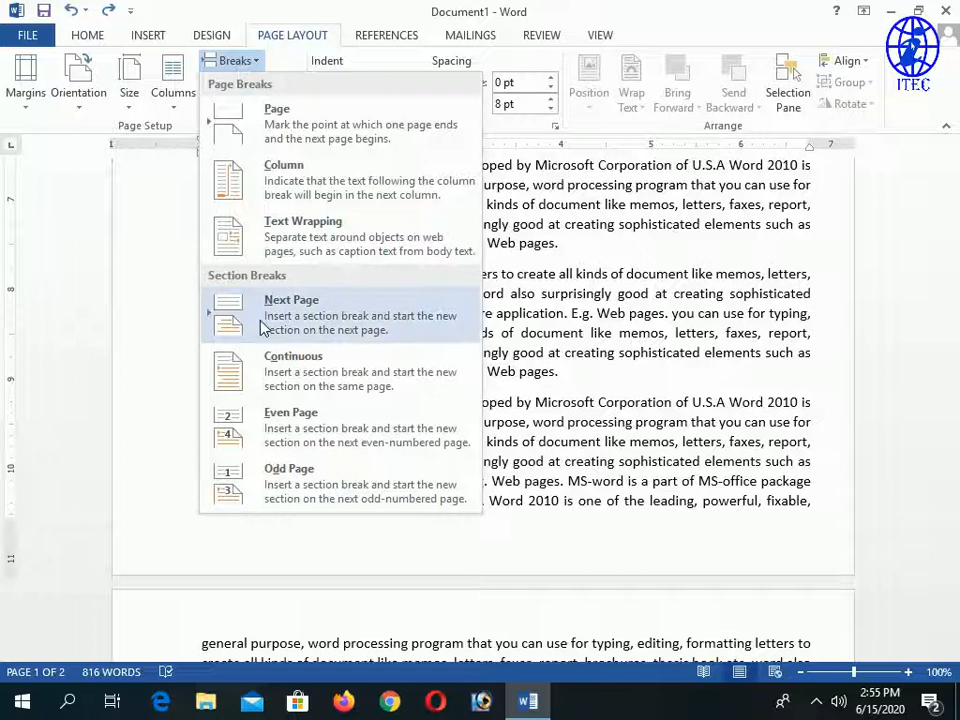 Document1 - Word
FILE HOME INSERT DESIGN PAGE LAYOUT REFERENCES MAILINGS REVIEW VIEW
ITEC
Breaks Indent Spacing
Margins Orientation Size Columns
Page Setup
0 pt
8 pt
Position Wrap Text Bring Forward Send Backward Selection Pane
Align
Group
Rotate
Arrange
Page Breaks
Page
Mark the point at which one page ends
and the next page begins.
Column
Indicate that the text following the column
break will begin in the next column.
Text Wrapping
Separate text around objects on web
pages, such as caption text from body text.
Section Breaks
Next Page
Insert a section break and start the new
section on the next page.
Continuous
Insert a section break and start the new
section on the same page.
Even Page
Insert a section break and start the new
section on the next even-numbered page.
Odd Page
Insert a section break and start the new
section on the next odd-numbered page.
1 5 6 7
7
8
9
10
11
oped by Microsoft Corporation of U.S.A Word 2010 is
urpose, word processing program that you can use for
kinds of document like memos, letters, faxes, report,
ngly good at creating sophisticated elements such as
Web pages.
ers to create all kinds of document like memos, letters,
ord also surprisingly good at creating sophisticated
re application. E.g. Web pages. you can use for typing,
ds of document like memos, letters, faxes, report,
ngly good at creating sophisticated elements such as
Web pages.
oped by Microsoft Corporation of U.S.A Word 2010 is
urpose, word processing program that you can use for
kinds of document like memos, letters, faxes, report,
ngly good at creating sophisticated elements such as
Web pages. MS-word is a part of MS-office package
Word 2010 is one of the leading, powerful, fixable,
general purpose, word processing program that you can use for typing, editing, formatting letters to
PAGE 1 OF 2 816 WORDS 100%
2:55 PM
6/15/2020
2